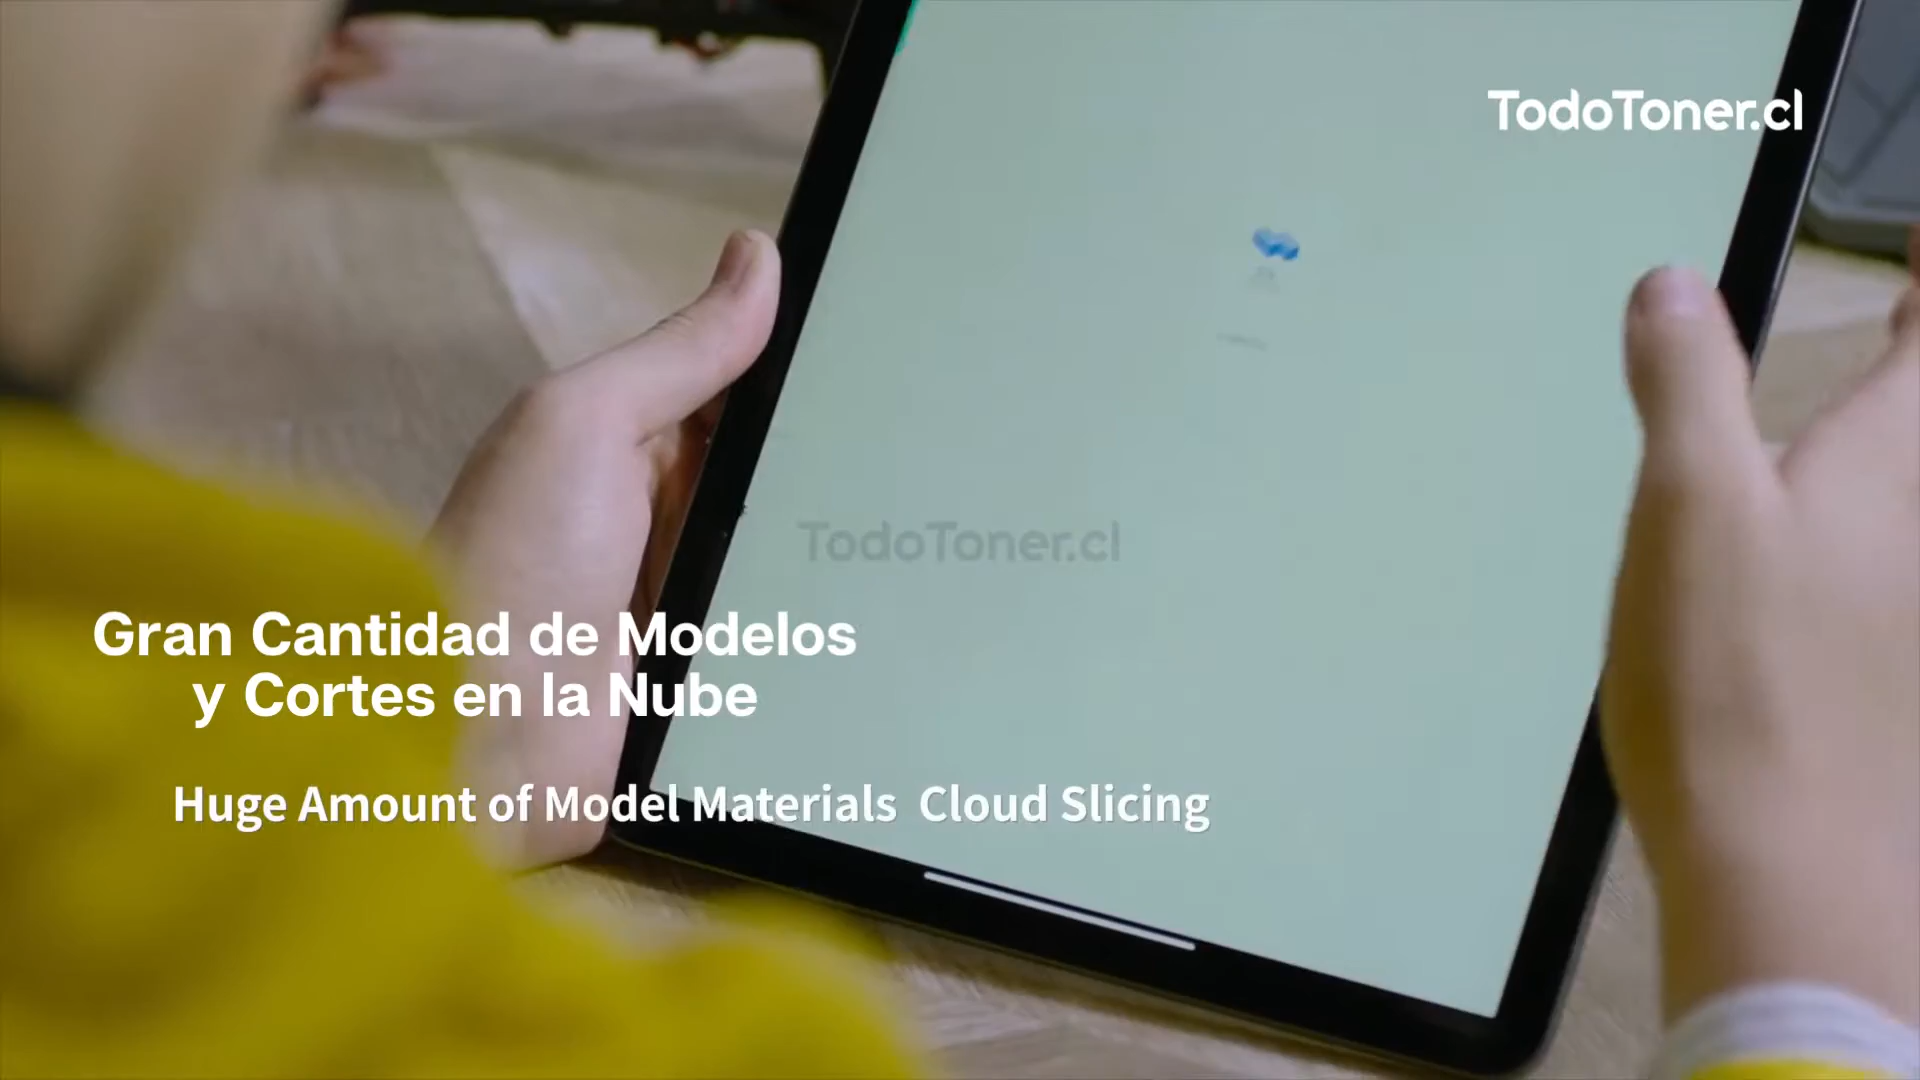 TodoToner.cl
TodoToner.cl
Gran Cantidad de Modelos
y Cortes en la Nube
Huge Amount of Model Materials Cloud Slicing